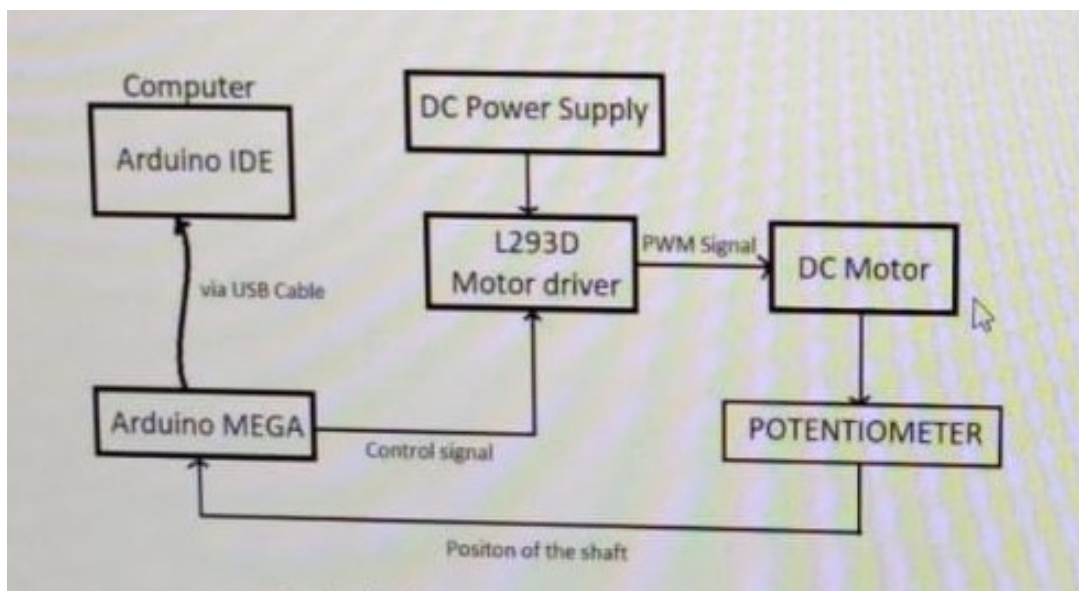 Computer
Arduino IDE
DC Power Supply
L293D
Motor driver
PWM Signal
DC Motor
via USB Cable
Arduino MEGA
Control signal
POTENTIOMETER
Positon of the shaft